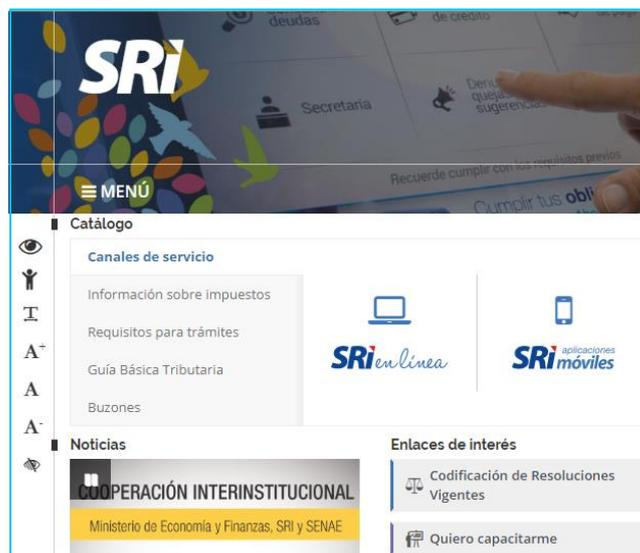 deudas
de crédito
SRi
Secretaria
Denuncias
quejas
sugerencias
Recuerde cumplir con los requisitos previos
Cumplir tus obli
MENÚ
Catálogo
Canales de servicio
Información sobre impuestos
Requisitos para trámites
Guía Básica Tributaria
Buzones
SRi en línea
SRi aplicaciones
móviles
T
A+
A
A-
Noticias
COOPERACIÓN INTERINSTITUCIONAL
Ministerio de Economía y Finanzas, SRI y SENAE
Enlaces de interés
Codificación de Resoluciones
Vigentes
Quiero capacitarme